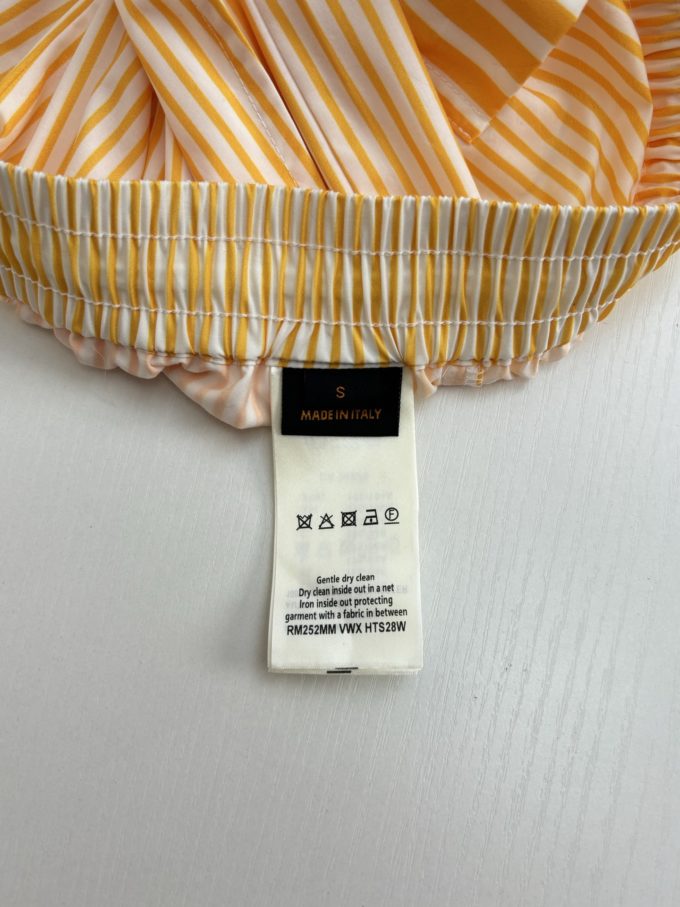 S
MADE IN ITALY
Gentle dry clean
Dry clean inside out in a net
Iron inside out protecting
garment with a fabric in between
RM252MM VWX HTS28W